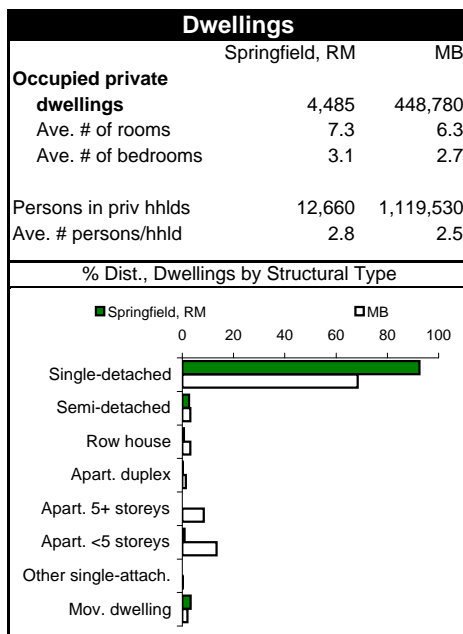 Dwellings
Springfield, RM MB
Occupied private
dwellings 4,485 448,780
Ave. # of rooms 7.3 6.3
Ave. # of bedrooms 3.1 2.7
Persons in priv hhlds 12,660 1,119,530
Ave. # persons/hhld 2.8 2.5
% Dist., Dwellings by Structural Type
Springfield, RM MB
0 20 40 60 80 100
Single-detached
Semi-detached
Row house
Apart. duplex
Apart. 5+ storeys
Apart. <5 storeys
Other single-attach.
Mov. dwelling